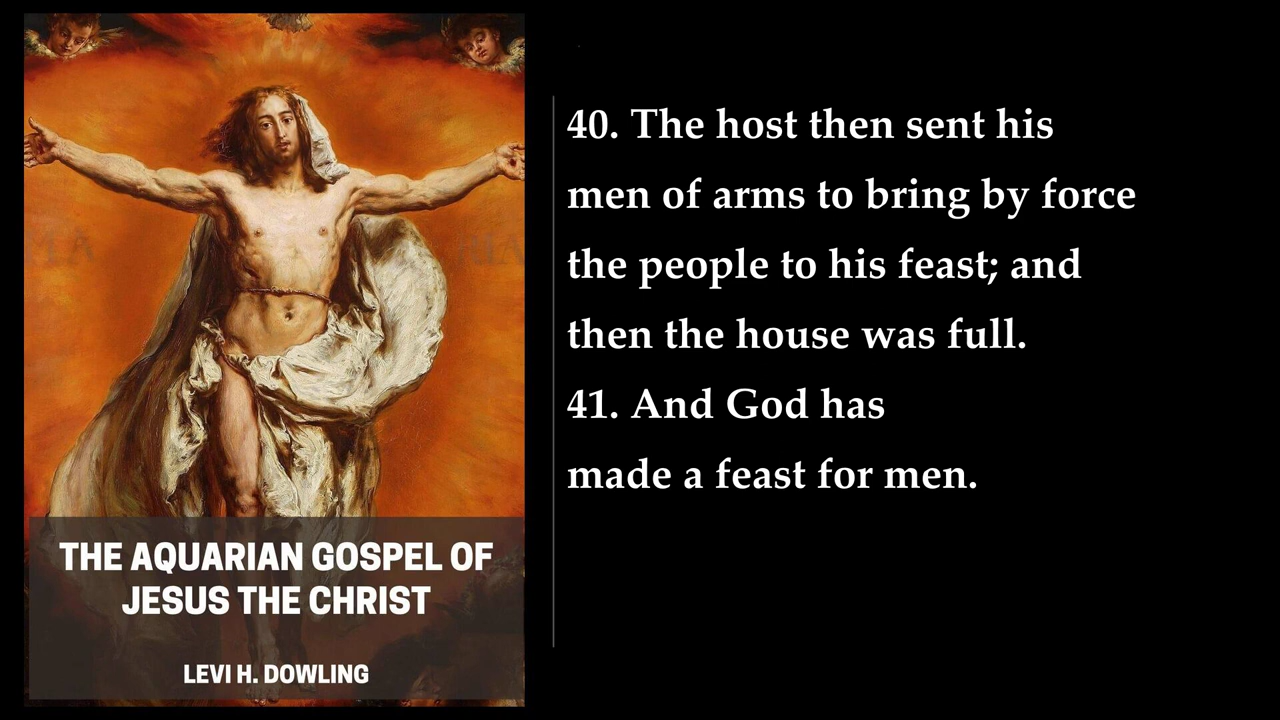 40. The host then sent his
men of arms to bring by force
the people to his feast; and
then the house was full.
41. And God has
made a feast for men.
THE AQUARIAN GOSPEL OF
JESUS THE CHRIST
LEVI H. DOWLING